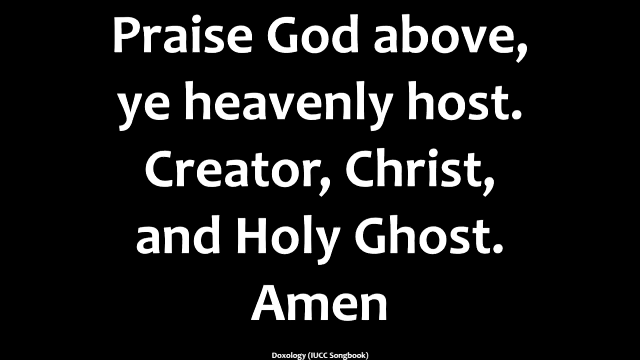 Praise God above,
ye heavenly host.
Creator, Christ,
and Holy Ghost.
Amen
Doxology (IUCC Songbook)